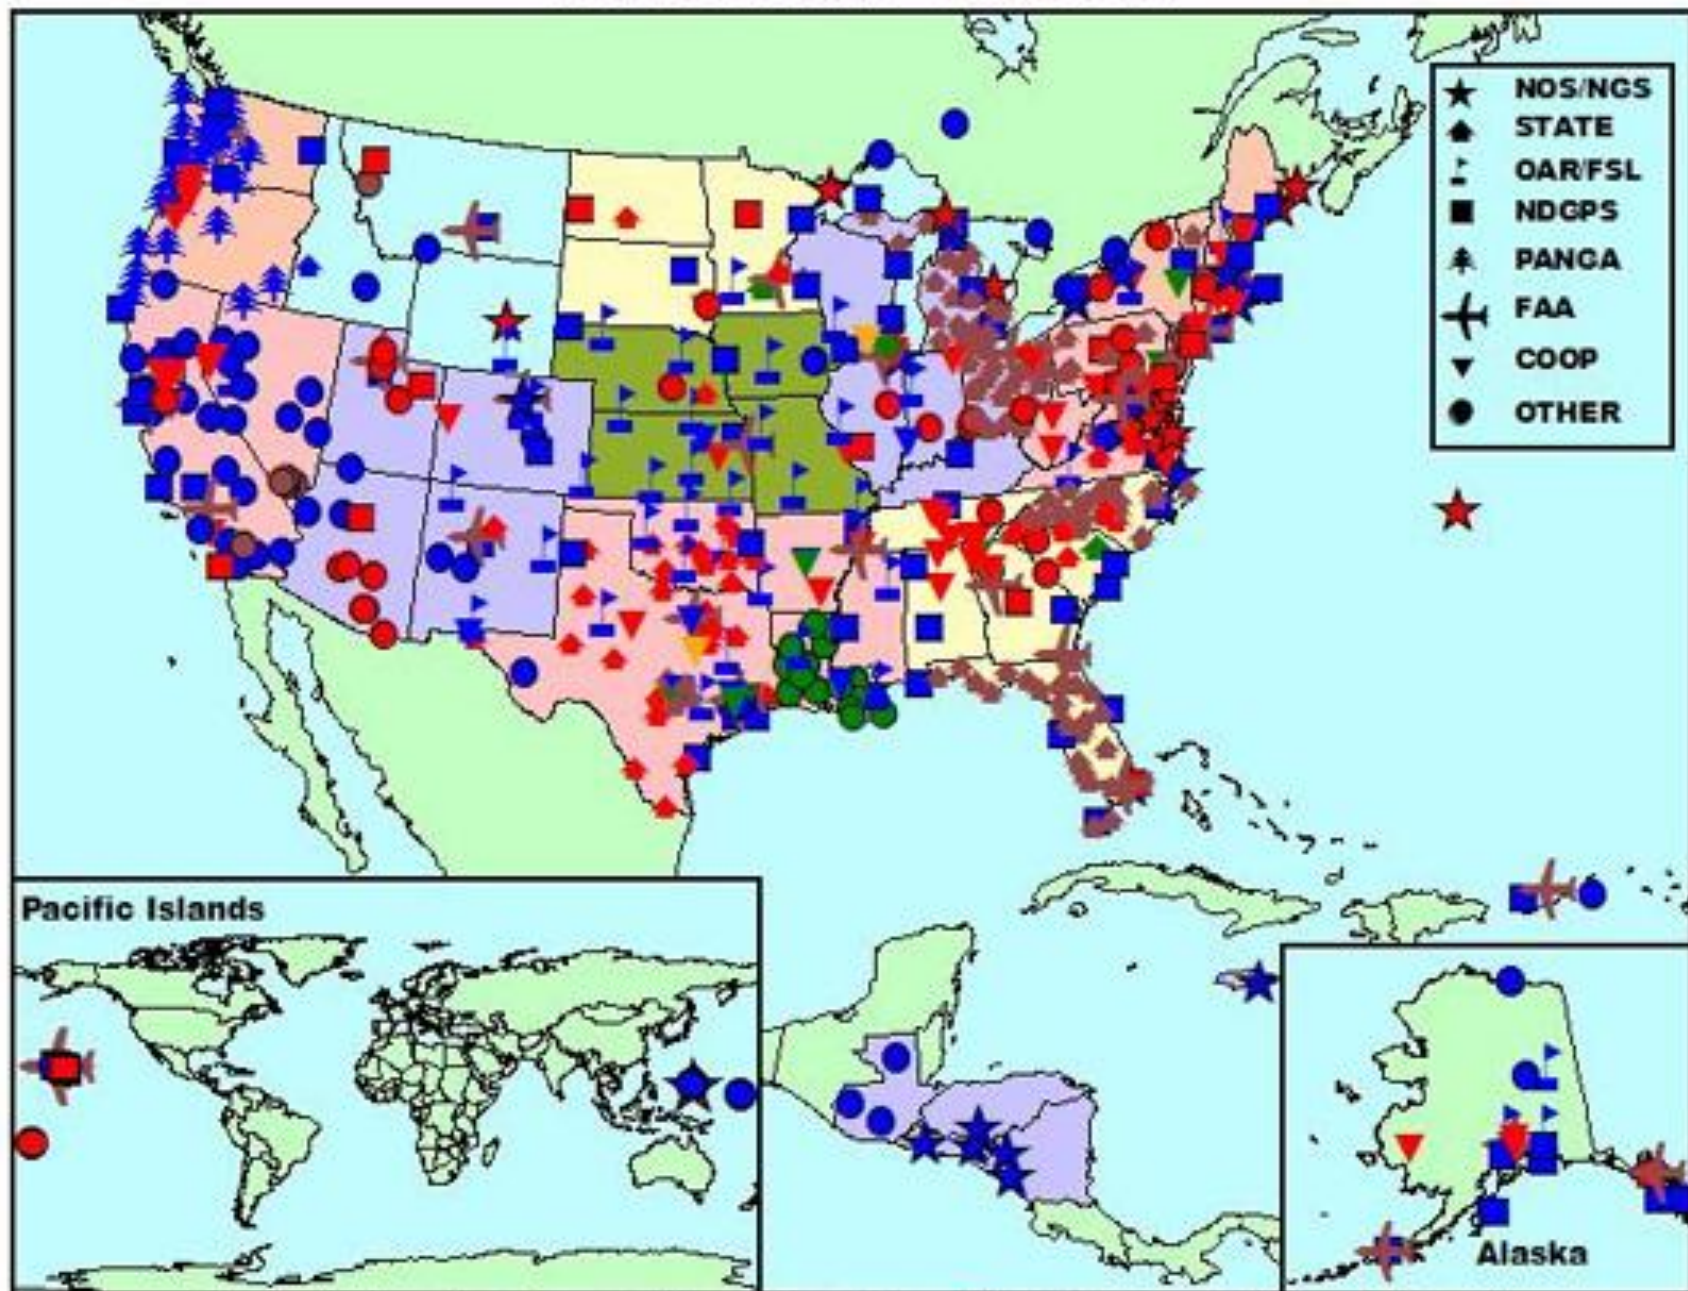 NOS/NGS
STATE
OAR/FSL
NDGPS
PANGA
FAA
COOP
OTHER
Pacific Islands
Alaska